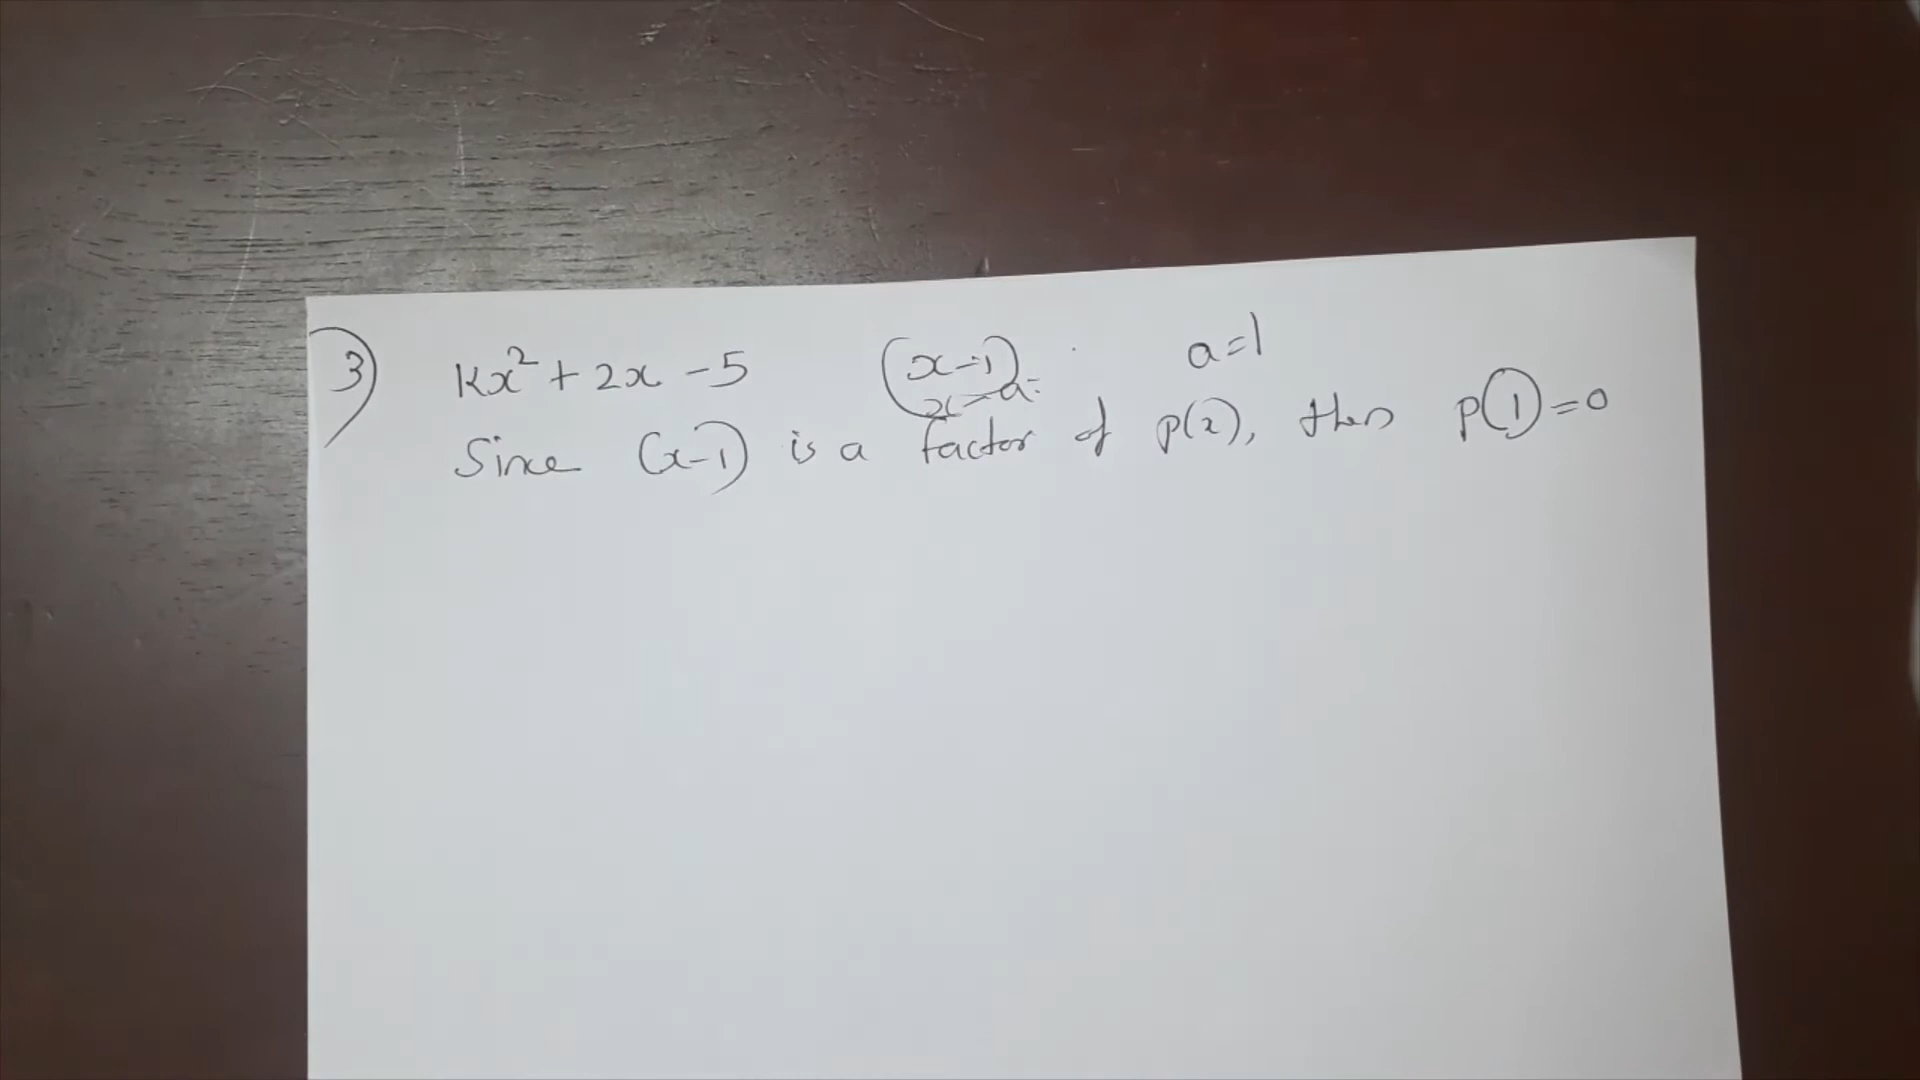 3) Kx² + 2x - 5 (x-1) a=1
x-a
Since (x-1) is a factor of p(x), then p(1)=0